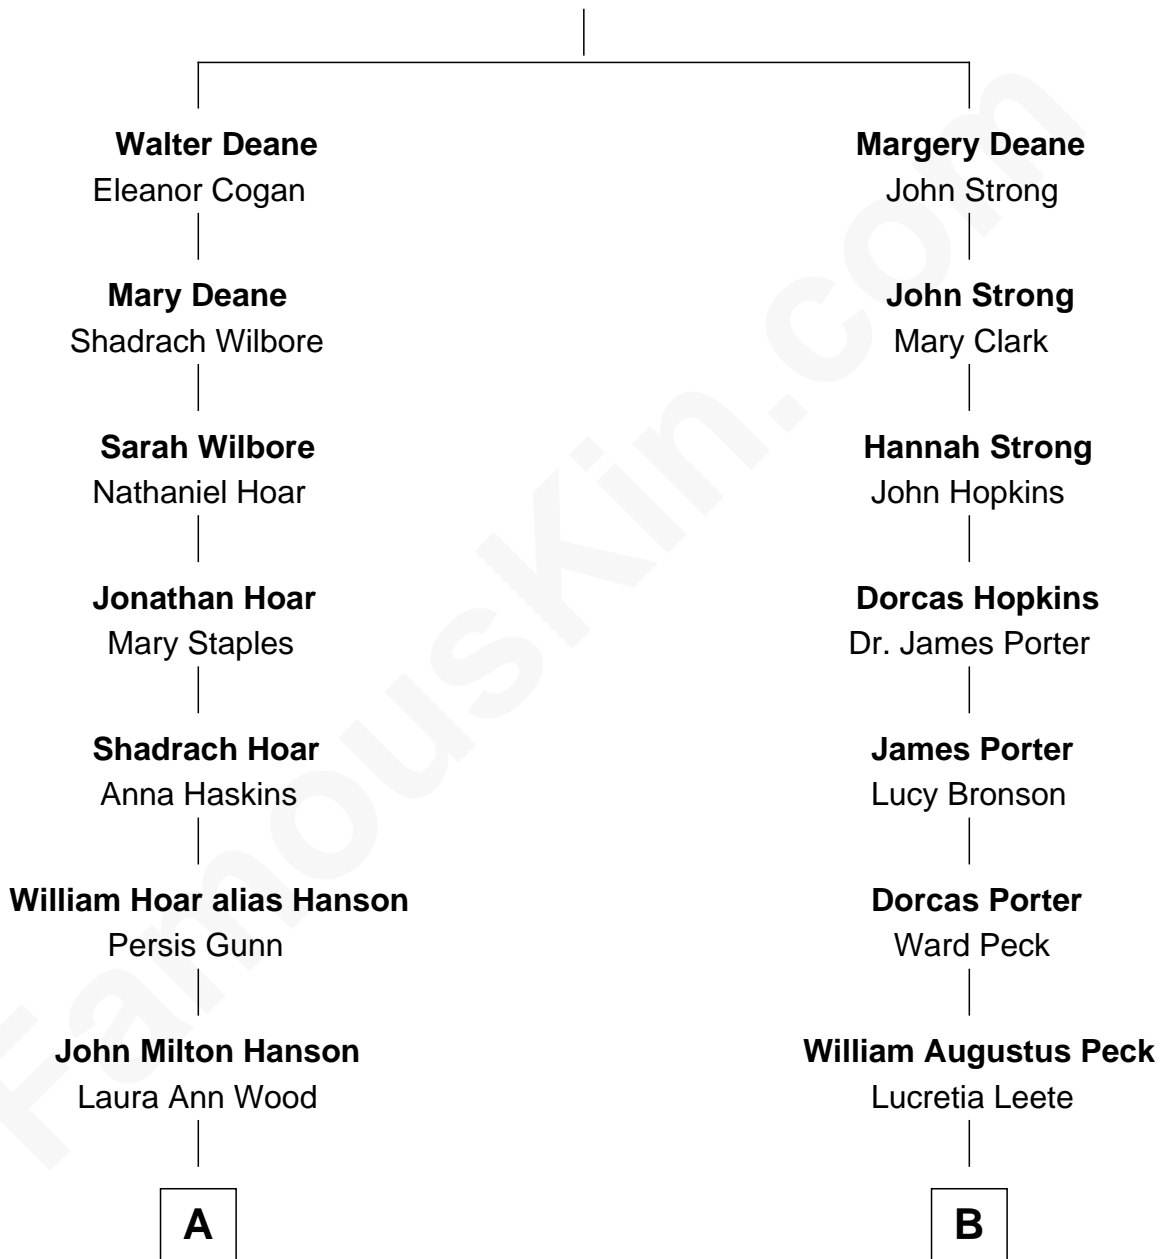 Walter Deane
Eleanor Cogan
Mary Deane
Shadrach Wilbore
Sarah Wilbore
Nathaniel Hoar
Jonathan Hoar
Mary Staples
Shadrach Hoar
Anna Haskins
William Hoar alias Hanson
Persis Gunn
John Milton Hanson
Laura Ann Wood
A
Margery Deane
John Strong
John Strong
Mary Clark
Hannah Strong
John Hopkins
Dorcas Hopkins
Dr. James Porter
James Porter
Lucy Bronson
Dorcas Porter
Ward Peck
William Augustus Peck
Lucretia Leete
B
FamousKin.com